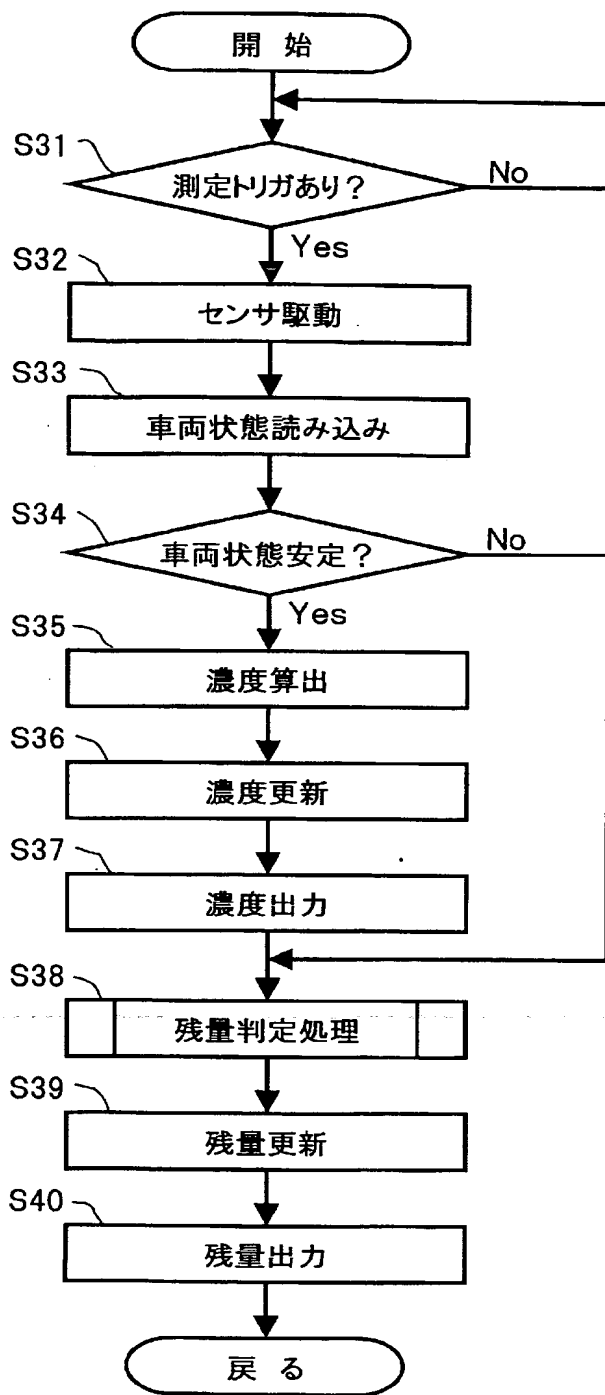 開 始
S31
測定トリガあり?
No
Yes
S32
センサ駆動
S33
車両状態読み込み
S34
車両状態安定?
No
Yes
S35
濃度算出
S36
濃度更新
S37
濃度出力
S38
残量判定処理
S39
残量更新
S40
残量出力
戻 る